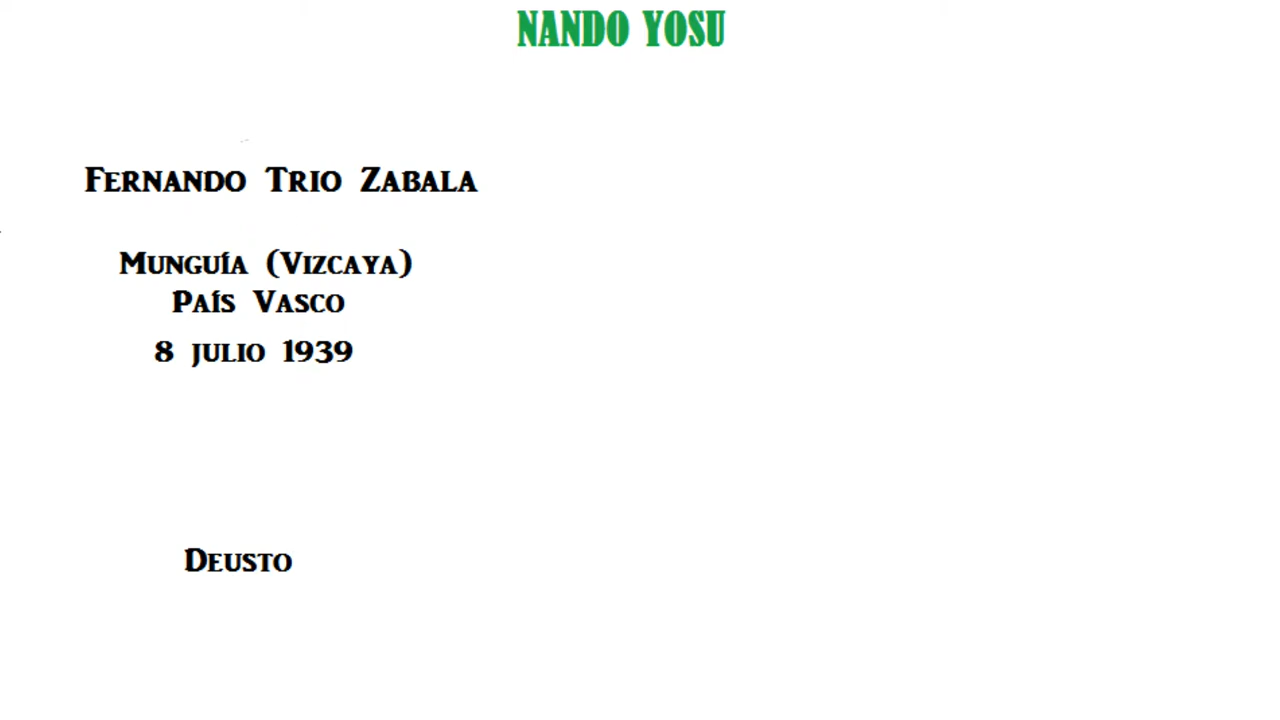 NANDO YOSU
Fernando Trio Zabala
Munguía (Vizcaya)
País Vasco
8 julio 1939
Deusto